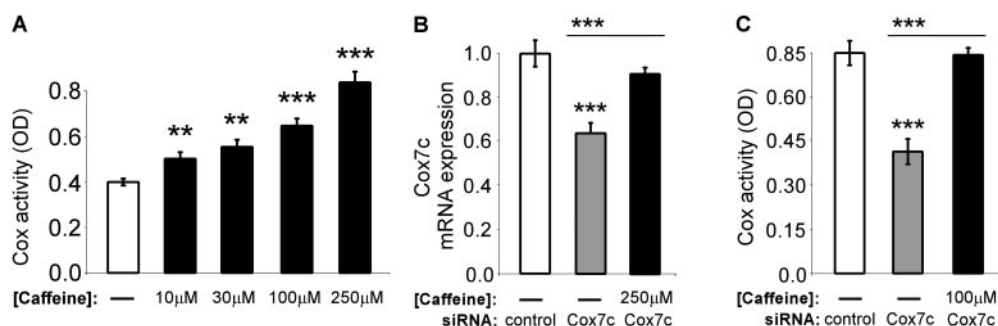 A
Cox activity (OD)
0.8
0.6
0.4
0.2
0.0
**
**
***
***
[Caffeine]: — 10µM 30µM 100µM 250µM
B
Cox7c
mRNA expression
1.0
0.8
0.6
0.4
0.2
0.0
***
***
[Caffeine]: — — 250µM
siRNA: control Cox7c Cox7c
C
Cox activity (OD)
0.85
0.60
0.45
0.30
0.15
0.00
***
***
[Caffeine]: — — 100µM
siRNA: control Cox7c Cox7c